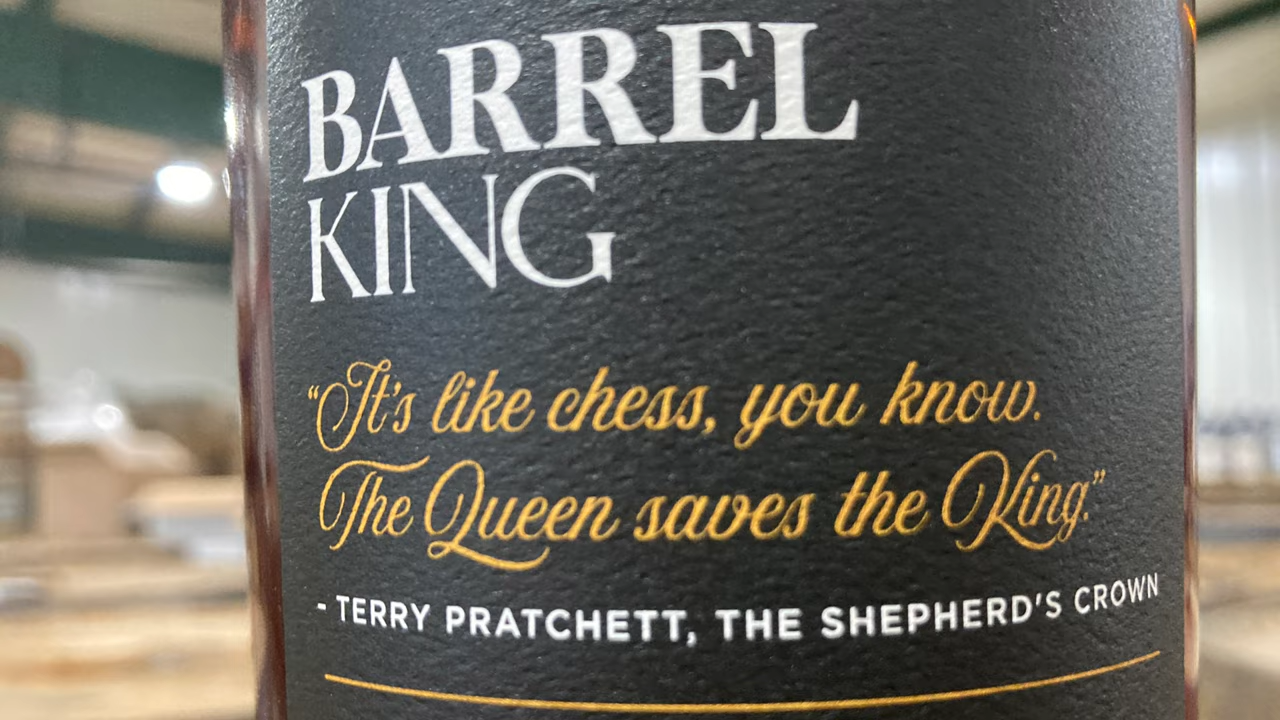 BARREL
KING
“It's like chess, you know.
The Queen saves the King.”
- TERRY PRATCHETT, THE SHEPHERD'S CROWN